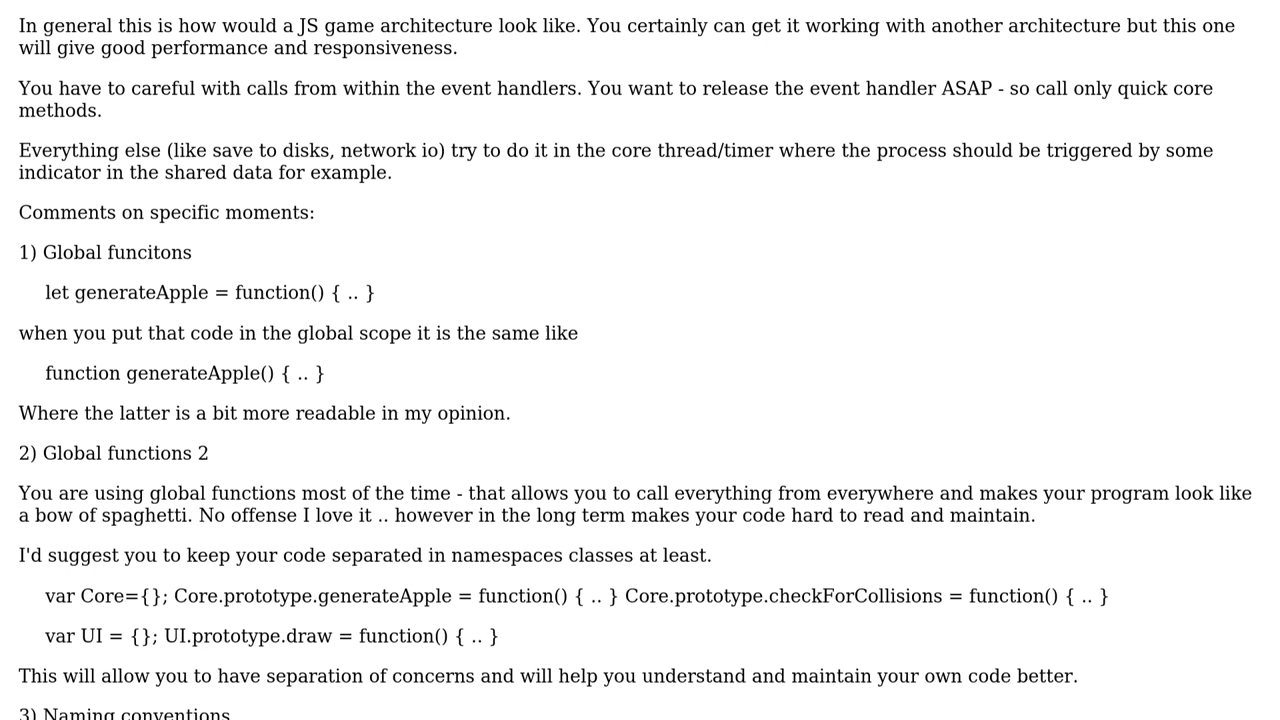 In general this is how would a JS game architecture look like. You certainly can get it working with another architecture but this one
will give good performance and responsiveness.
You have to careful with calls from within the event handlers. You want to release the event handler ASAP - so call only quick core
methods.
Everything else (like save to disks, network io) try to do it in the core thread/timer where the process should be triggered by some
indicator in the shared data for example.
Comments on specific moments:
1) Global funcitons
let generateApple = function() { .. }
when you put that code in the global scope it is the same like
function generateApple() { .. }
Where the latter is a bit more readable in my opinion.
2) Global functions 2
You are using global functions most of the time - that allows you to call everything from everywhere and makes your program look like
a bow of spaghetti. No offense I love it .. however in the long term makes your code hard to read and maintain.
I'd suggest you to keep your code separated in namespaces classes at least.
var Core={}; Core.prototype.generateApple = function() { .. } Core.prototype.checkForCollisions = function() { .. }
var UI = {}; UI.prototype.draw = function() { .. }
This will allow you to have separation of concerns and will help you understand and maintain your own code better.
3) Naming conventions